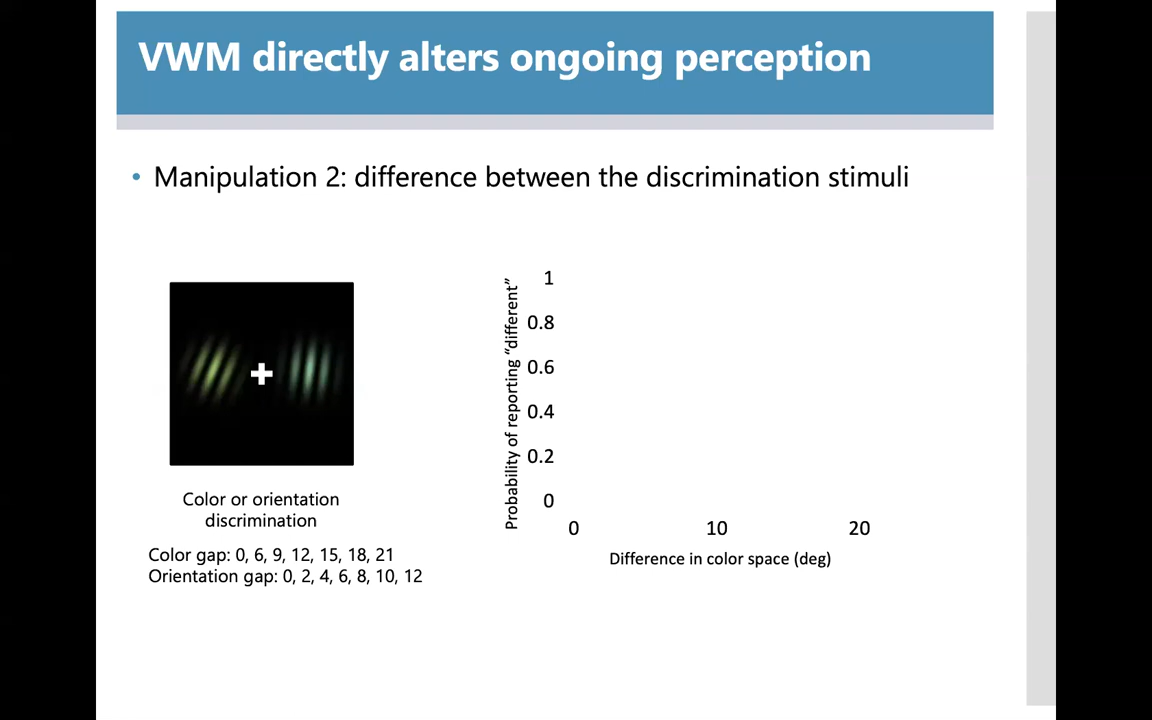 VWM directly alters ongoing perception
• Manipulation 2: difference between the discrimination stimuli
Color or orientation
discrimination
Color gap: 0, 6, 9, 12, 15, 18, 21
Orientation gap: 0, 2, 4, 6, 8, 10, 12
Probability of reporting “different”
1
0.8
0.6
0.4
0.2
0
0 10 20
Difference in color space (deg)